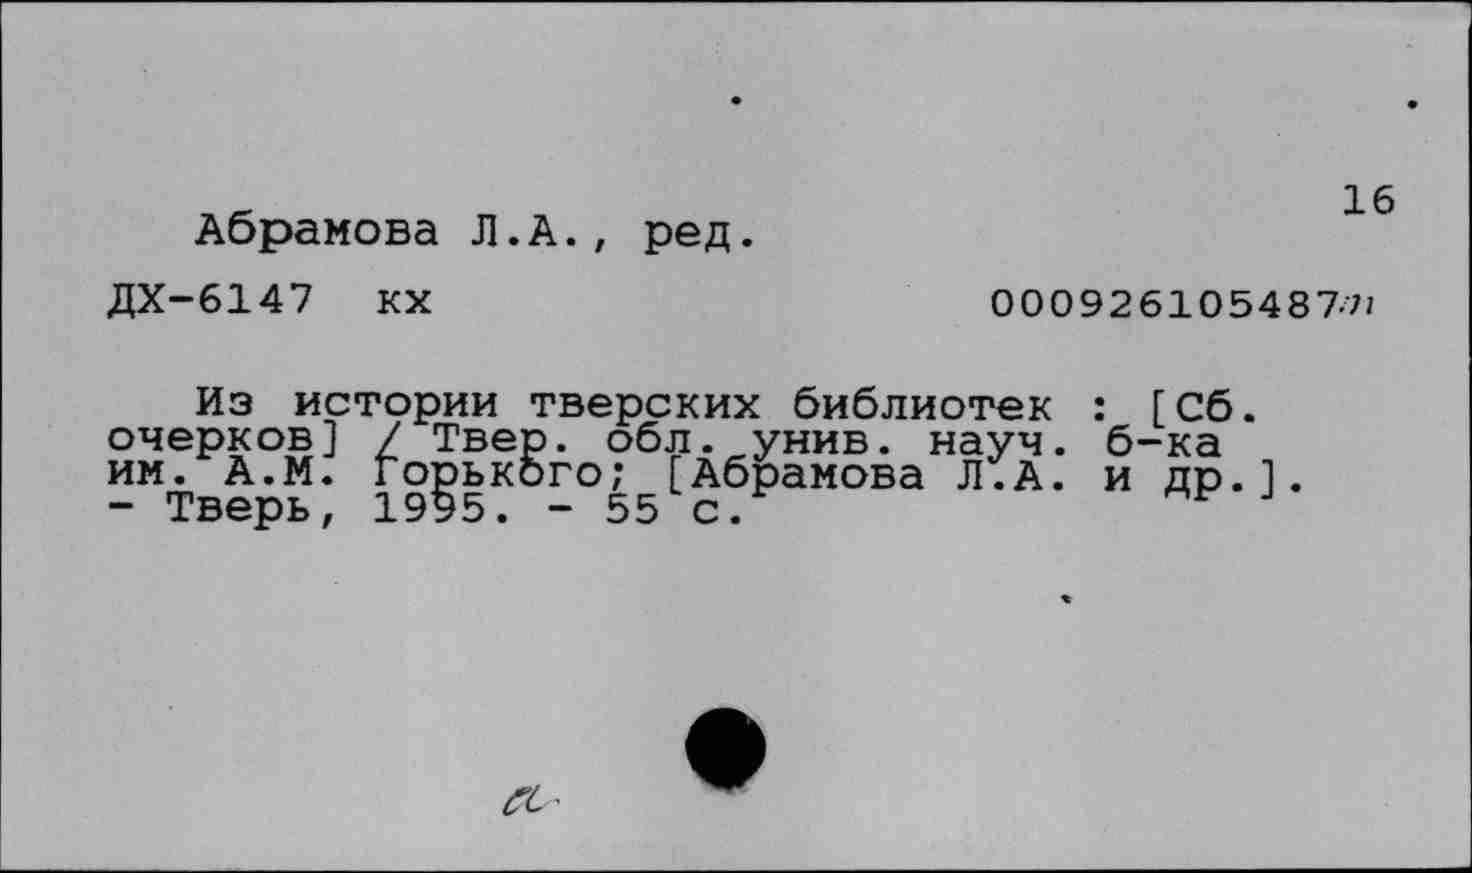 16
Абрамова Л.А., ред.
ДХ-6147 кх 000926105487
Из истории тверских библиотек : [Сб.
очерков] / Твер. обл. унив. науч. б-ка
им. А.М. Горького; [Абрамова Л.А. и др.].
- Тверь, 1995. - 55 с.